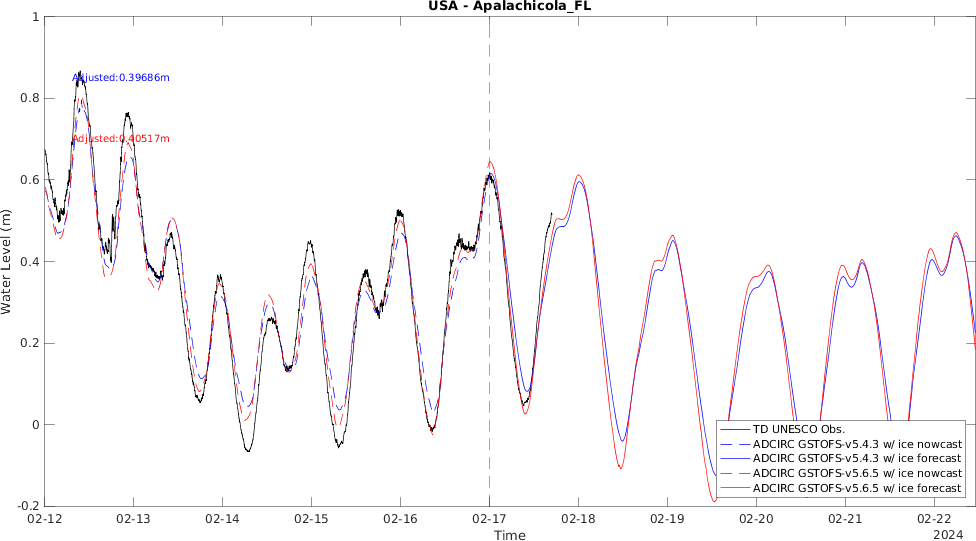 USA - Apalachicola_FL
1
0.8
0.6
0.4
0.2
0
-0.2
Water Level (m)
Adjusted:0.39686m
Adjusted:0.40517m
TD UNESCO Obs.
ADCIRC GSTOFS-v5.4.3 w/ ice nowcast
ADCIRC GSTOFS-v5.4.3 w/ ice forecast
ADCIRC GSTOFS-v5.6.5 w/ ice nowcast
ADCIRC GSTOFS-v5.6.5 w/ ice forecast
02-12 02-13 02-14 02-15 02-16 02-17 02-18 02-19 02-20 02-21 02-22
Time
2024